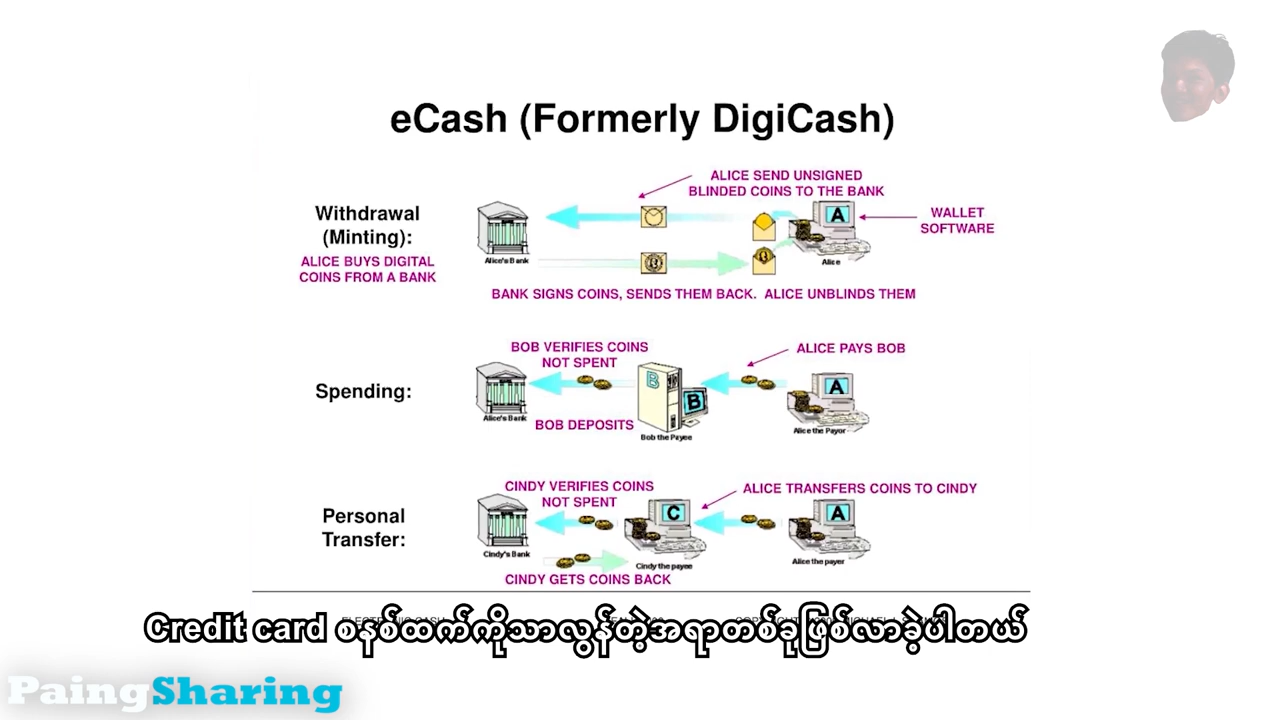 eCash (Formerly DigiCash)
ALICE SEND UNSIGNED
BLINDED COINS TO THE BANK
Withdrawal
(Minting):
ALICE BUYS DIGITAL
COINS FROM A BANK
Alice's Bank
A
Alice
WALLET
SOFTWARE
BANK SIGNS COINS, SENDS THEM BACK. ALICE UNBLINDS THEM
Spending:
BOB VERIFIES COINS
NOT SPENT
ALICE PAYS BOB
Alice's Bank
BOB DEPOSITS
B
B
Bob the Payee
A
Alice the Payor
Personal
Transfer:
CINDY VERIFIES COINS
NOT SPENT
ALICE TRANSFERS COINS TO CINDY
Cindy's Bank
C
Cindy the payee
A
Alice the payer
CINDY GETS COINS BACK
Credit card စနစ်ထက်ကိုသာလွန်တဲ့အရာတစ်ခုဖြစ်လာခဲ့ပါတယ်
PaingSharing